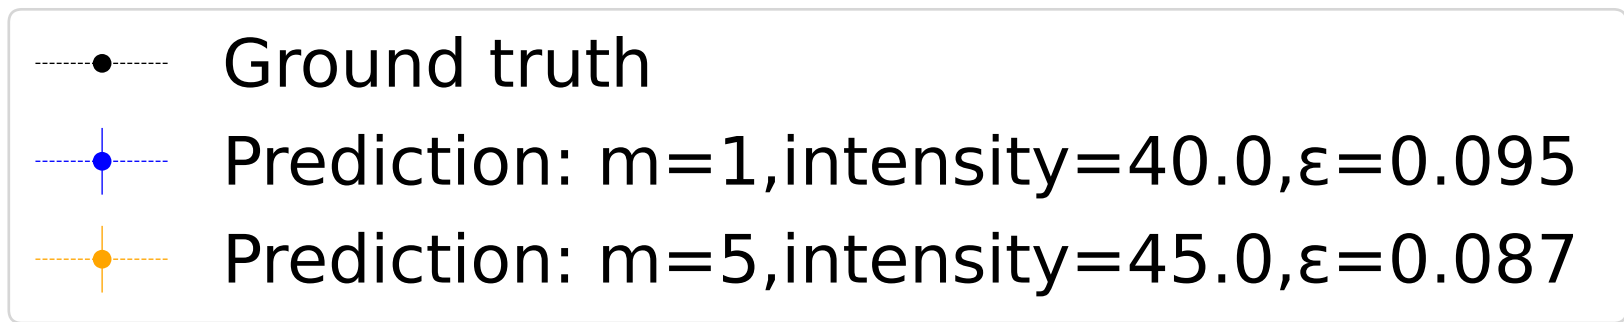 Ground truth
Prediction: m=1,intensity=40.0,ε=0.095
Prediction: m=5,intensity=45.0,ε=0.087